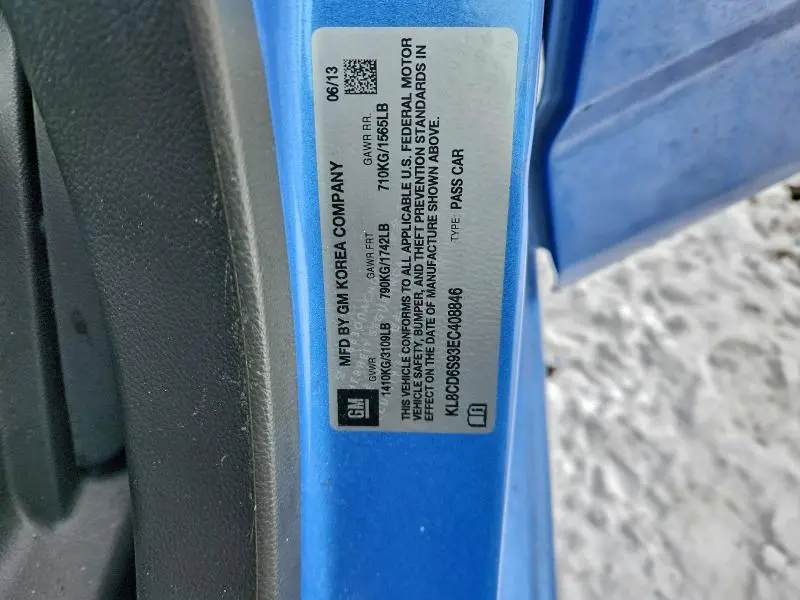 MFD BY GM KOREA COMPANY 06/13
GVWR GAWR FRT GAWR RR.
1410KG/3109LB 790KG/1742LB 710KG/1565LB
THIS VEHICLE CONFORMS TO ALL APPLICABLE U.S. FEDERAL MOTOR
VEHICLE SAFETY, BUMPER, AND THEFT PREVENTION STANDARDS IN
EFFECT ON THE DATE OF MANUFACTURE SHOWN ABOVE.
KL8CD6S93EC408846 TYPE: PASS CAR
GM